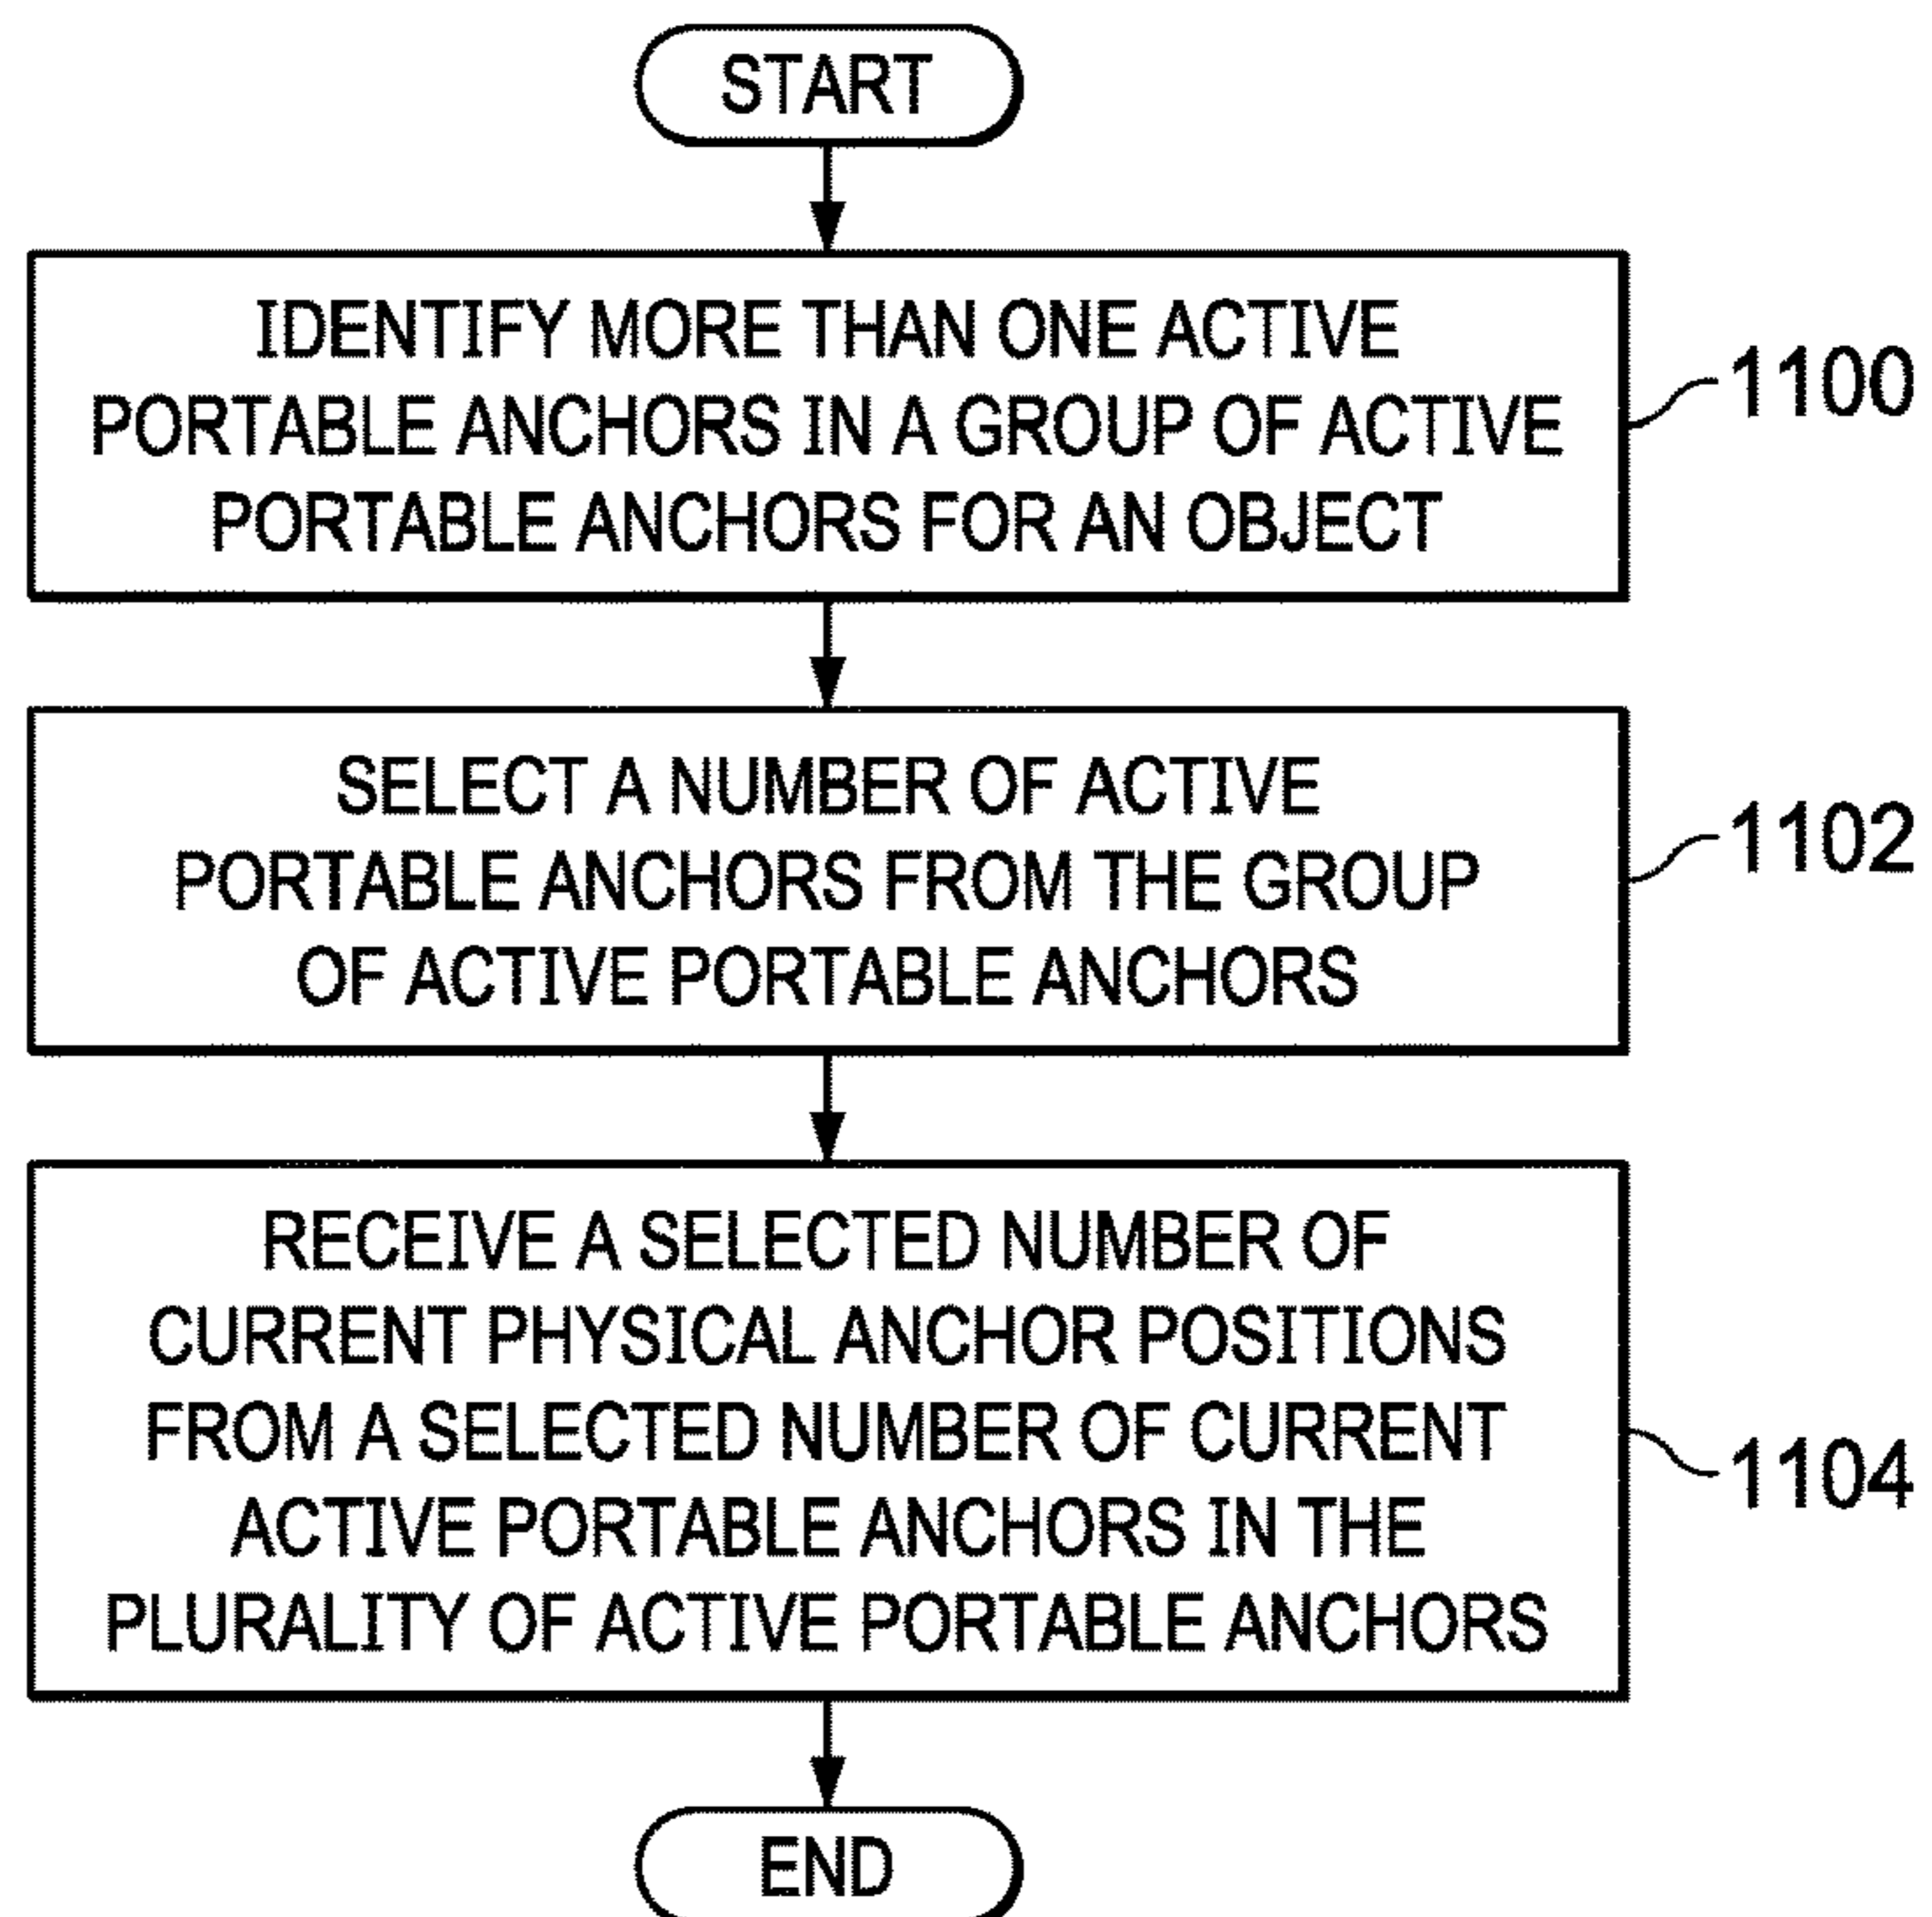 START
IDENTIFY MORE THAN ONE ACTIVE
PORTABLE ANCHORS IN A GROUP OF ACTIVE
PORTABLE ANCHORS FOR AN OBJECT
1100
SELECT A NUMBER OF ACTIVE
PORTABLE ANCHORS FROM THE GROUP
OF ACTIVE PORTABLE ANCHORS
1102
RECEIVE A SELECTED NUMBER OF
CURRENT PHYSICAL ANCHOR POSITIONS
FROM A SELECTED NUMBER OF CURRENT
ACTIVE PORTABLE ANCHORS IN THE
PLURALITY OF ACTIVE PORTABLE ANCHORS
1104
END